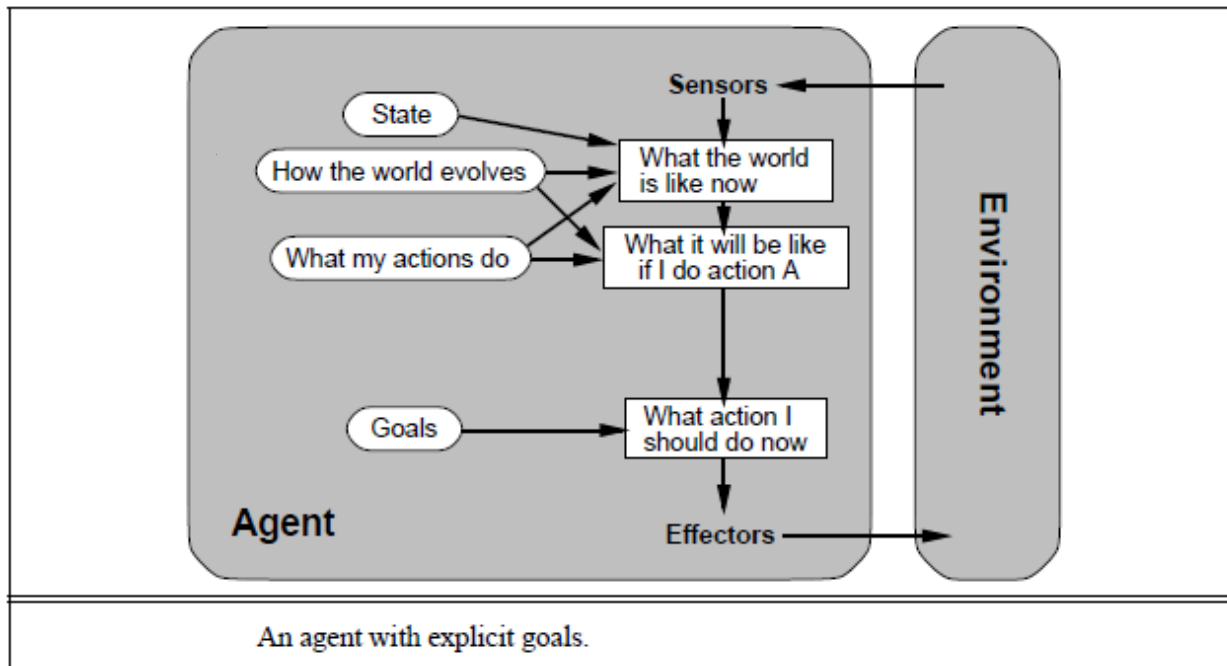 Sensors
State
What the world
is like now
How the world evolves
What it will be like
if I do action A
What my actions do
Environment
What action I
should do now
Goals
Agent
Effectors
An agent with explicit goals.